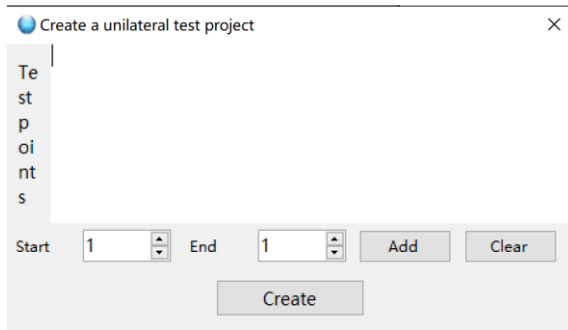 Create a unilateral test project
Te
st
p
oi
nt
s
Start 1 End 1 Add Clear
Create